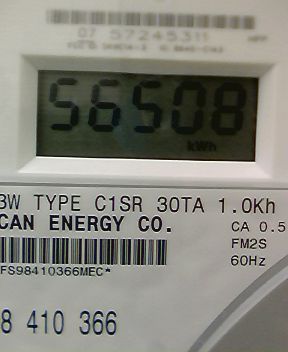 07 57245311
56508
kWh
3W TYPE C1SR 30TA 1.0Kh
CAN ENERGY CO.
CA 0.5
FM2S
FS98410366MEC*
60Hz
8 410 366